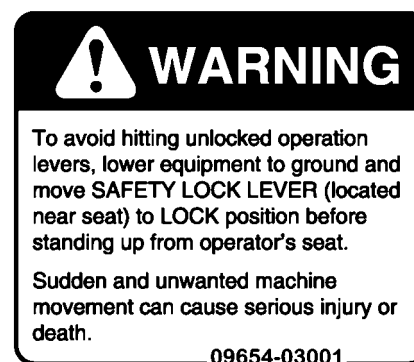 WARNING
To avoid hitting unlocked operation
levers, lower equipment to ground and
move SAFETY LOCK LEVER (located
near seat) to LOCK position before
standing up from operator's seat.
Sudden and unwanted machine
movement can cause serious injury or
death.
09654-03001